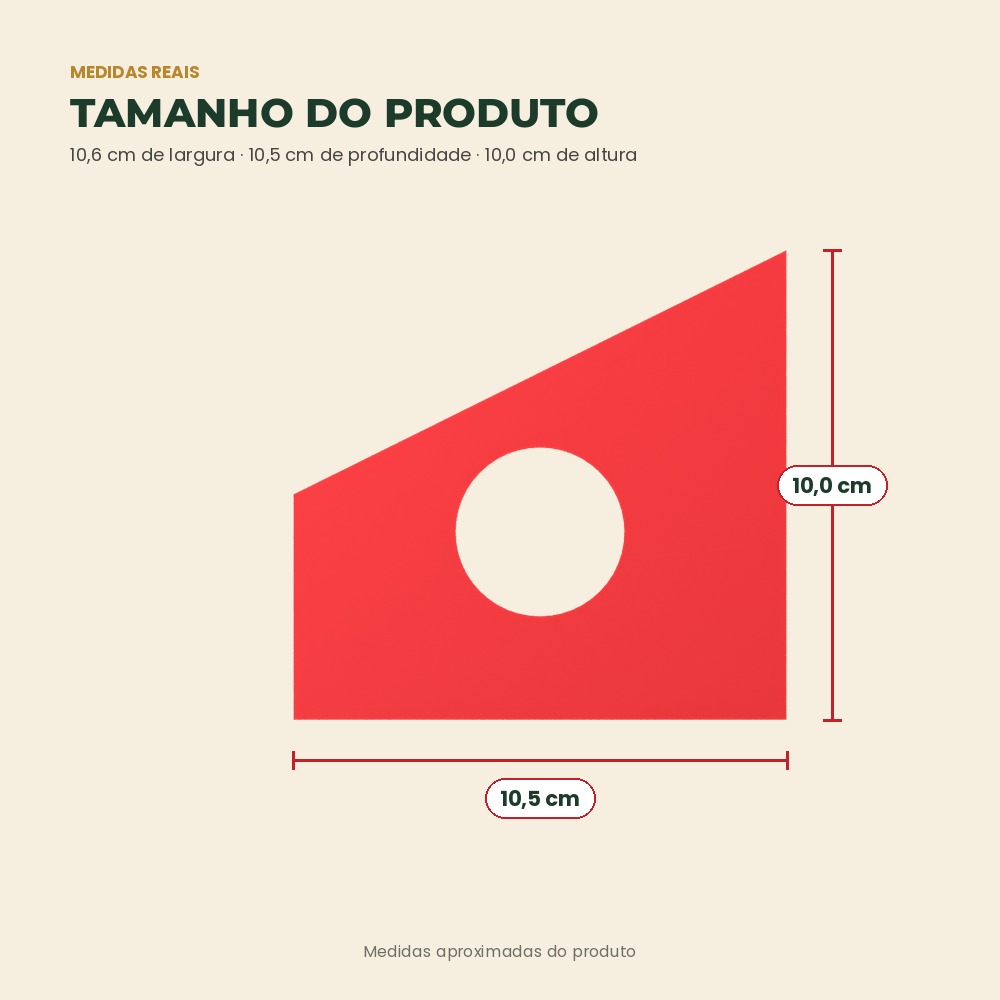 MEDIDAS REAIS
TAMANHO DO PRODUTO
10,6 cm de largura · 10,5 cm de profundidade · 10,0 cm de altura
10,0 cm
10,5 cm
Medidas aproximadas do produto